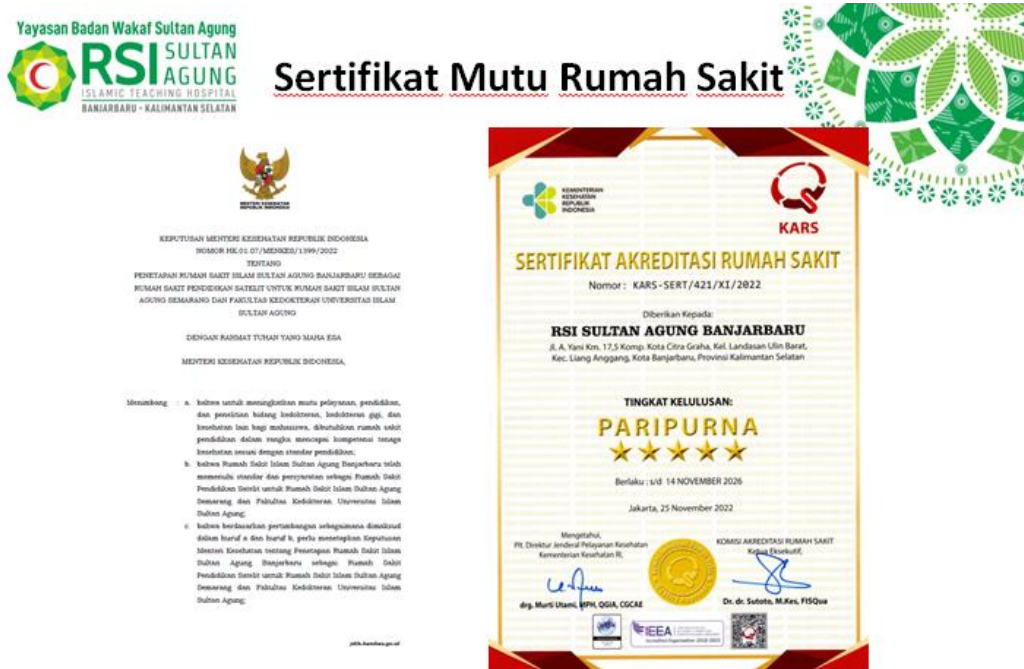 Yayasan Badan Wakaf Sultan Agung
RSI SULTAN AGUNG
ISLAMIC TEACHING HOSPITAL
BANJARBARU - KALIMANTAN SELATAN
Sertifikat Mutu Rumah Sakit
MENTERI KESEHATAN
REPUBLIK INDONESIA
KEPUTUSAN MENTERI KESEHATAN REPUBLIK INDONESIA
NOMOR HK.01.07/MENKES/1399/2022
TENTANG
PENETAPAN RUMAH SAKIT ISLAM SULTAN AGUNG BANJARBARU SEBAGAI
RUMAH SAKIT PENDIDIKAN SATELIT UNTUK RUMAH SAKIT ISLAM SULTAN
AGUNG SEMARANG DAN FAKULTAS KEDOKTERAN UNIVERSITAS ISLAM
SULTAN AGUNG
DENGAN RAHMAT TUHAN YANG MAHA ESA
MENTERI KESEHATAN REPUBLIK INDONESIA,
Menimbang : a. bahwa untuk meningkatkan mutu pelayanan, pendidikan,
dan penelitian bidang kedokteran, kedokteran gigi, dan
kesehatan lain bagi mahasiswa, dibutuhkan rumah sakit
pendidikan dalam rangka mencapai kompetensi tenaga
kesehatan sesuai dengan standar pendidikan;
b. bahwa Rumah Sakit Islam Sultan Agung Banjarbaru telah
memenuhi standar dan persyaratan sebagai Rumah Sakit
Pendidikan Satelit untuk Rumah Sakit Islam Sultan Agung
Semarang dan Fakultas Kedokteran Universitas Islam
Sultan Agung;
c. bahwa berdasarkan pertimbangan sebagaimana dimaksud
dalam huruf a dan huruf b, perlu menetapkan Keputusan
Menteri Kesehatan tentang Penetapan Rumah Sakit Islam
Sultan Agung Banjarbaru sebagai Rumah Sakit
Pendidikan Satelit untuk Rumah Sakit Islam Sultan Agung
Semarang dan Fakultas Kedokteran Universitas Islam
Sultan Agung;
jdih.kemkes.go.id
KEMENTERIAN
KESEHATAN
REPUBLIK
INDONESIA
KARS
SERTIFIKAT AKREDITASI RUMAH SAKIT
Nomor : KARS-SERT/421/XI/2022
Diberikan Kepada:
RSI SULTAN AGUNG BANJARBARU
Jl. A. Yani Km. 17,5 Komp. Kota Citra Graha, Kel. Landasan Ulin Barat,
Kec. Liang Anggang, Kota Banjarbaru, Provinsi Kalimantan Selatan
TINGKAT KELULUSAN:
PARIPURNA
Berlaku : s/d 14 NOVEMBER 2026
Jakarta, 25 November 2022
Mengetahui,
Plt. Direktur Jenderal Pelayanan Kesehatan
Kementerian Kesehatan RI,
drg. Murti Utami, MPH, QGIA, CGCAE
KOMISI AKREDITASI RUMAH SAKIT
Ketua Eksekutif,
Dr. dr. Sutoto, M.Kes, FISQua
IEEA